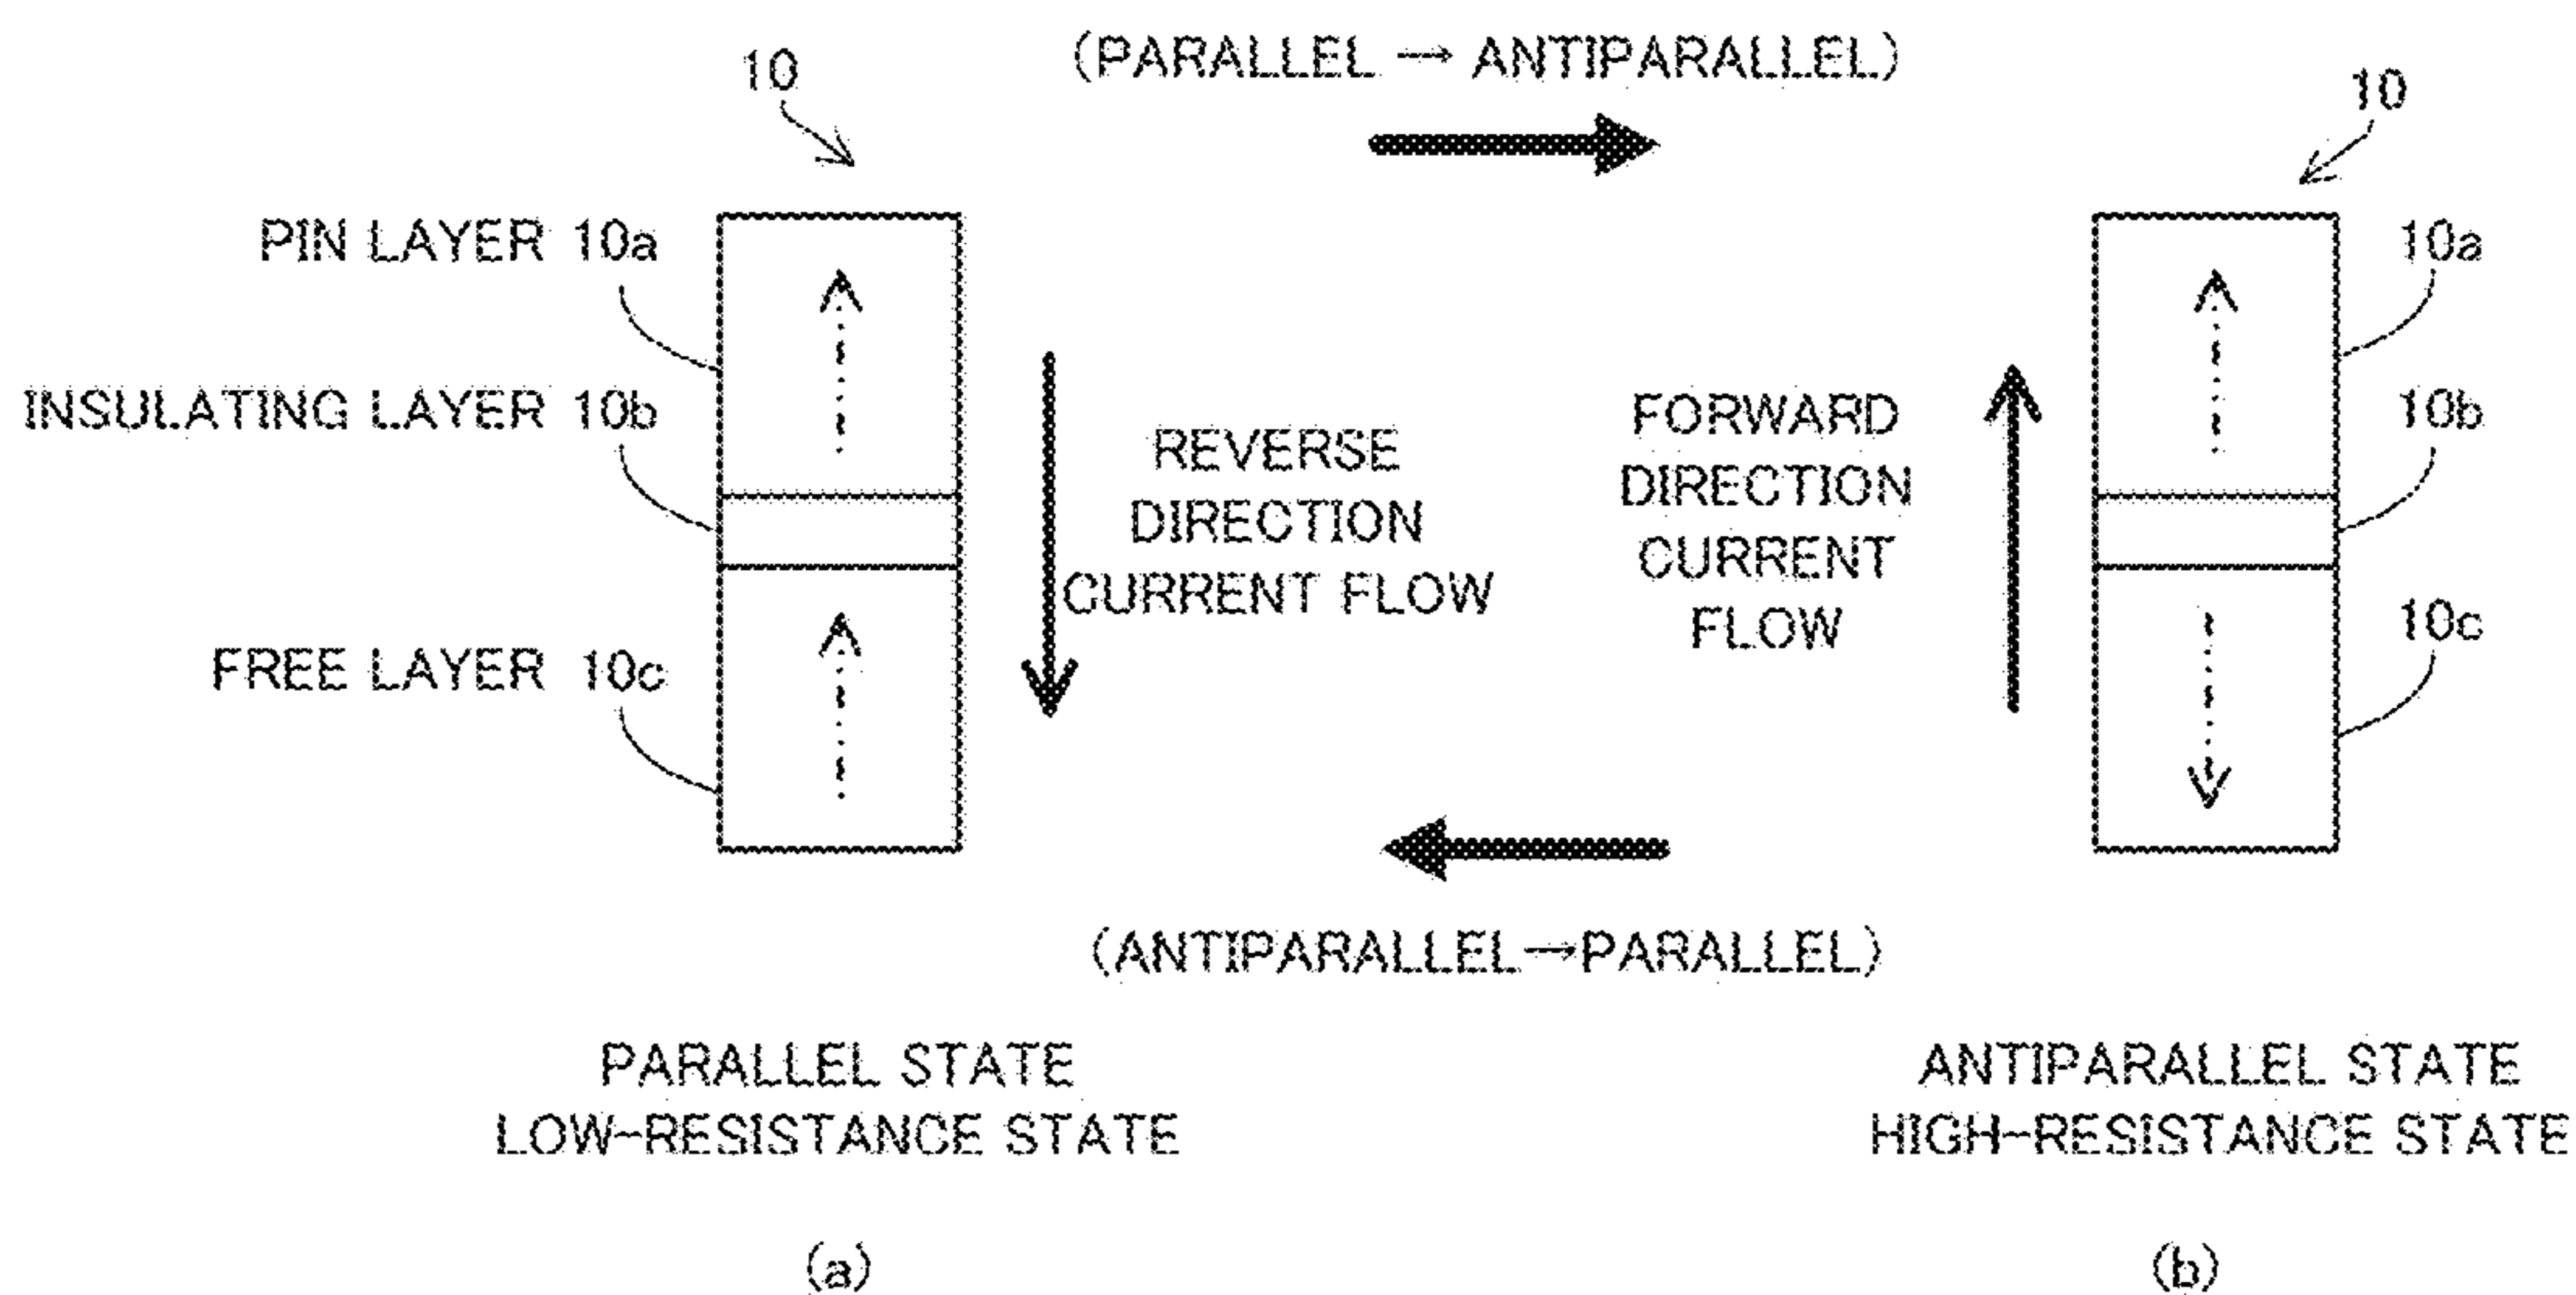 (PARALLEL → ANTIPARALLEL)
10
10
PIN LAYER 10a
10a
INSULATING LAYER 10b
10b
REVERSE
DIRECTION
CURRENT FLOW
FORWARD
DIRECTION
CURRENT
FLOW
FREE LAYER 10c
10c
(ANTIPARALLEL→PARALLEL)
PARALLEL STATE
LOW-RESISTANCE STATE
ANTIPARALLEL STATE
HIGH-RESISTANCE STATE
(a)
(b)